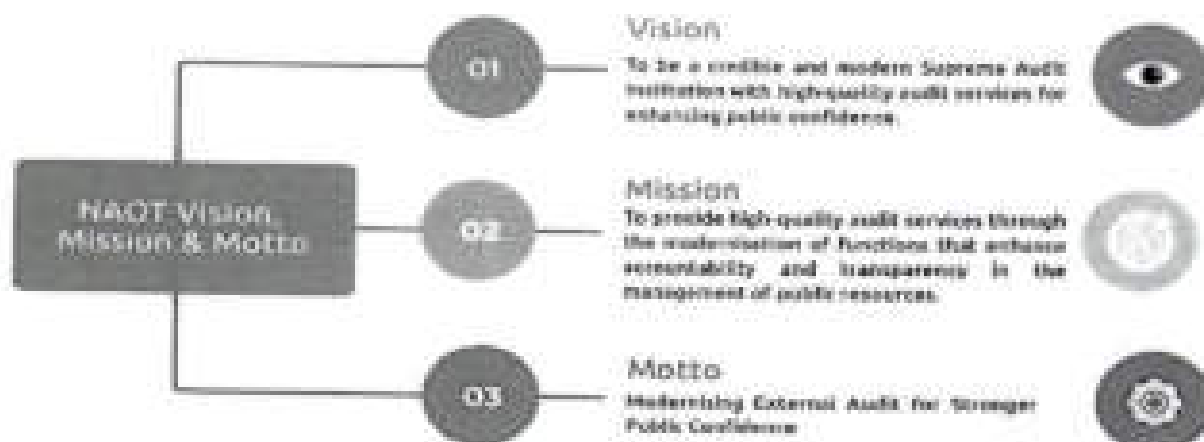 NAOT Vision
Mission & Motto
01
Vision
To be a credible and modern Supreme Audit
Institution with high-quality audit services for
enhancing public confidence.
02
Mission
To provide high-quality audit services through
the modernisation of functions that enhance
accountability and transparency in the
management of public resources.
03
Motto
Modernising External Audit for Stronger
Public Confidence